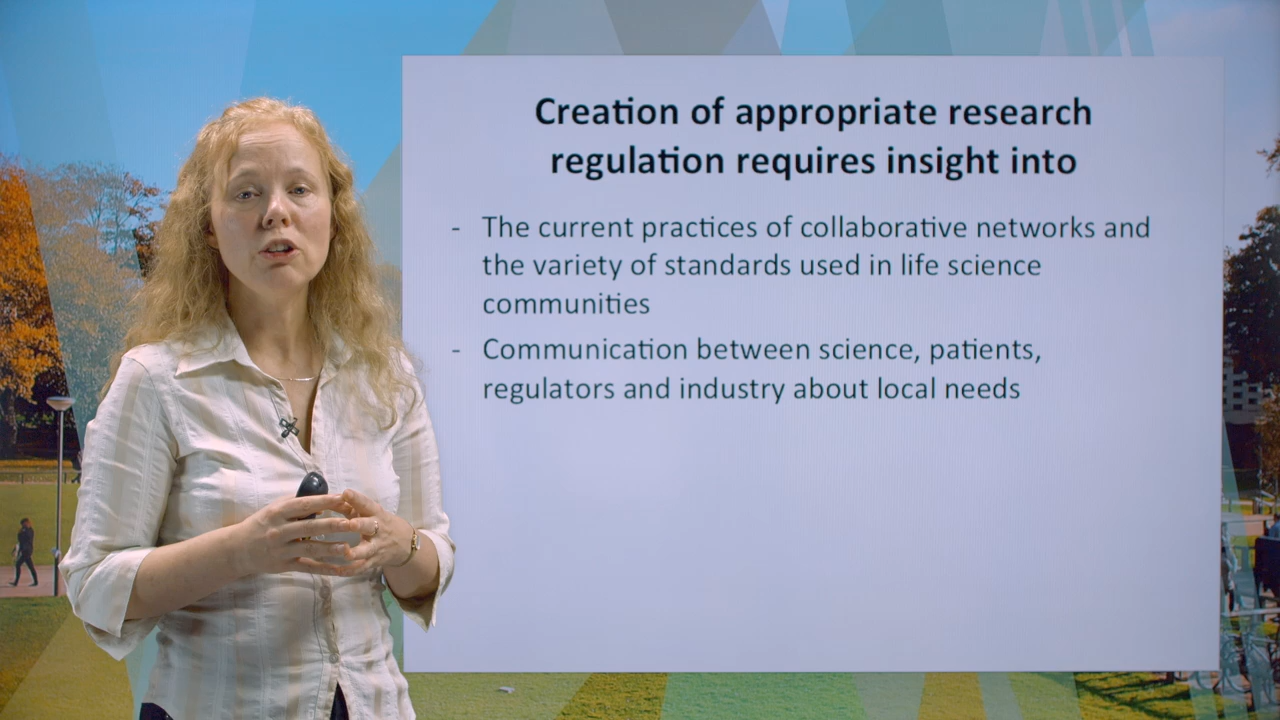 Creation of appropriate research
regulation requires insight into
- The current practices of collaborative networks and
the variety of standards used in life science
communities
- Communication between science, patients,
regulators and industry about local needs